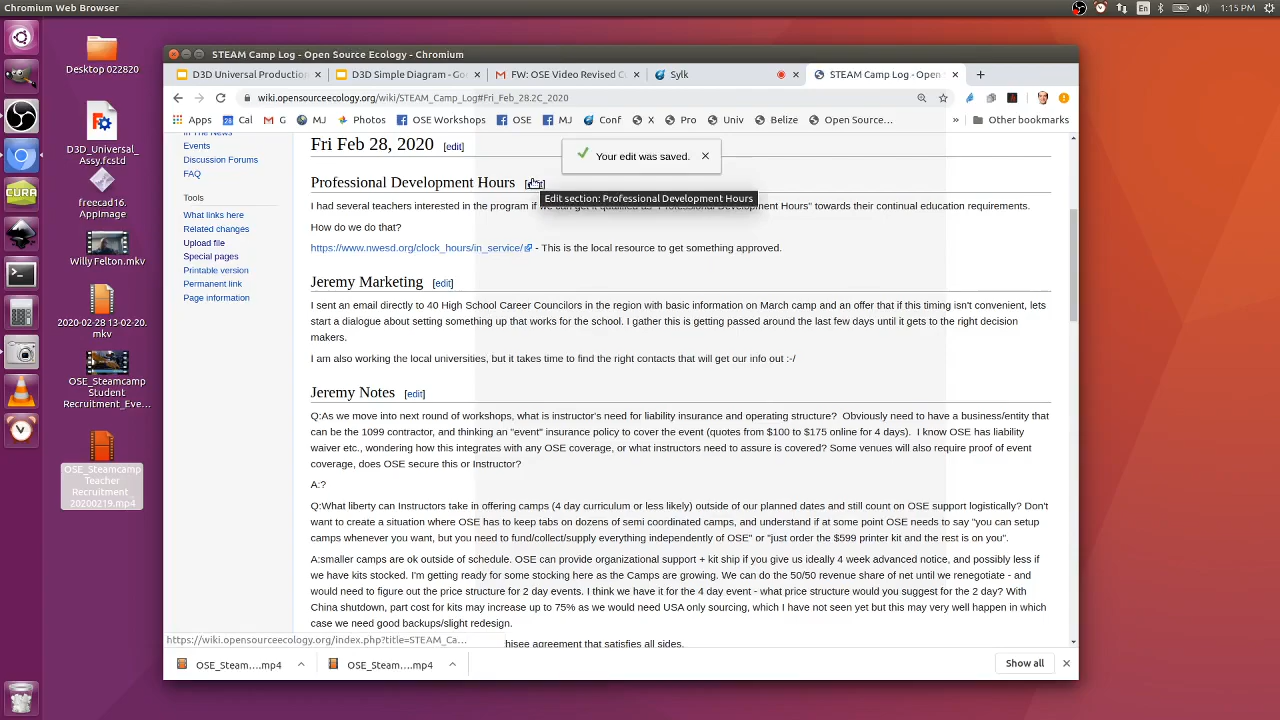 Chromium Web Browser
En
1:15 PM
Desktop 022820
D3D_Universal_
Assy.fcstd
freecad16.
AppImage
Willy Felton.mkv
2020-02-28 13-02-20.
mkv
OSE_Steamcamp
Student
Recruitment_Eve...
OSE_Steamcamp
Teacher
Recruitment
20200219.mp4
CURA
STEAM Camp Log - Open Source Ecology - Chromium
D3D Universal Production
D3D Simple Diagram - Goo
FW: OSE Video Revised C
Sylk
STEAM Camp Log - Open S
wiki.opensourceecology.org/wiki/STEAM_Camp_Log#Fri_Feb_28.2C_2020
Apps
28 Cal
G
MJ
Photos
OSE Workshops
OSE
MJ
Conf
X
Pro
Univ
Belize
Open Source...
»
Other bookmarks
In The News
Events
Discussion Forums
FAQ
Tools
What links here
Related changes
Upload file
Special pages
Printable version
Permanent link
Page information
Fri Feb 28, 2020 [edit]
Your edit was saved.
Professional Development Hours
Edit section: Professional Development Hours
I had several teachers interested in the program if we can get it qualified as "Professional Development Hours" towards their continual education requirements.
How do we do that?
https://www.nwesd.org/clock_hours/in_service/ - This is the local resource to get something approved.
Jeremy Marketing [edit]
I sent an email directly to 40 High School Career Councilors in the region with basic information on March camp and an offer that if this timing isn't convenient, lets
start a dialogue about setting something up that works for the school. I gather this is getting passed around the last few days until it gets to the right decision
makers.
I am also working the local universities, but it takes time to find the right contacts that will get our info out :-/
Jeremy Notes [edit]
Q:As we move into next round of workshops, what is instructor's need for liability insurance and operating structure? Obviously need to have a business/entity that
can be the 1099 contractor, and thinking an "event" insurance policy to cover the event (quotes from $100 to $175 online for 4 days). I know OSE has liability
waiver etc., wondering how this integrates with any OSE coverage, or what instructors need to assure is covered? Some venues will also require proof of event
coverage, does OSE secure this or Instructor?
A:?
Q:What liberty can Instructors take in offering camps (4 day curriculum or less likely) outside of our planned dates and still count on OSE support logistically? Don't
want to create a situation where OSE has to keep tabs on dozens of semi coordinated camps, and understand if at some point OSE needs to say "you can setup
camps whenever you want, but you need to fund/collect/supply everything independently of OSE" or "just order the $599 printer kit and the rest is on you".
A:smaller camps are ok outside of schedule. OSE can provide organizational support + kit ship if you give us ideally 4 week advanced notice, and possibly less if
we have kits stocked. I'm getting ready for some stocking here as the Camps are growing. We can do the 50/50 revenue share of net until we renegotiate - and
would need to figure out the price structure for 2 day events. I think we have it for the 4 day event - what price structure would you suggest for the 2 day? With
China shutdown, part cost for kits may increase up to 75% as we would need USA only sourcing, which I have not seen yet but this may very well happen in which
case we need good backups/slight redesign.
hisee agreement that satisfies all sides.
https://wiki.opensourceecology.org/index.php?title=STEAM_Ca...
OSE_Steam....mp4
OSE_Steam....mp4
Show all